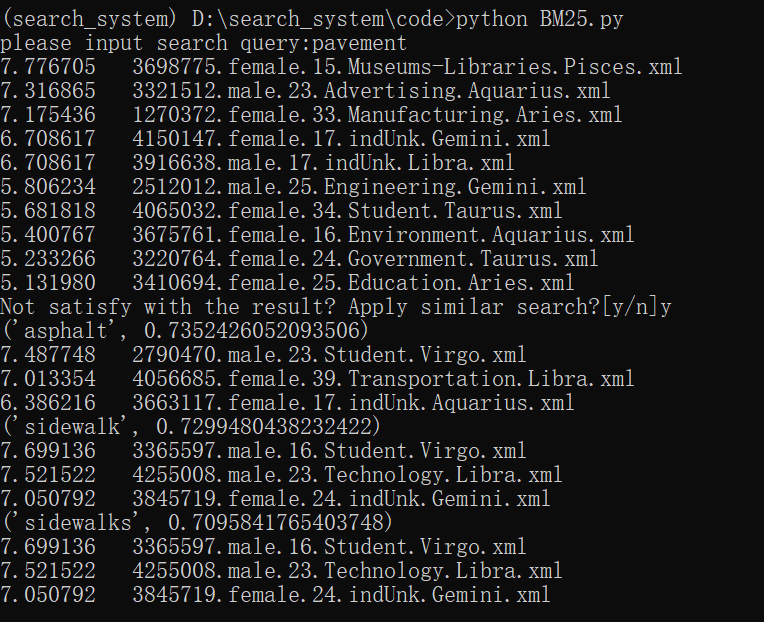 (search_system) D:\search_system\code>python BM25.py
please input search query:pavement
7.776705   3698775.female.15.Museums-Libraries.Pisces.xml
7.316865   3321512.male.23.Advertising.Aquarius.xml
7.175436   1270372.female.33.Manufacturing.Aries.xml
6.708617   4150147.female.17.indUnk.Gemini.xml
6.708617   3916638.male.17.indUnk.Libra.xml
5.806234   2512012.male.25.Engineering.Gemini.xml
5.681818   4065032.female.34.Student.Taurus.xml
5.400767   3675761.female.16.Environment.Aquarius.xml
5.233266   3220764.female.24.Government.Taurus.xml
5.131980   3410694.female.25.Education.Aries.xml
Not satisfy with the result? Apply similar search?[y/n]y
('asphalt', 0.7352426052093506)
7.487748   2790470.male.23.Student.Virgo.xml
7.013354   4056685.female.39.Transportation.Libra.xml
6.386216   3663117.female.17.indUnk.Aquarius.xml
('sidewalk', 0.7299480438232422)
7.699136   3365597.male.16.Student.Virgo.xml
7.521522   4255008.male.23.Technology.Libra.xml
7.050792   3845719.female.24.indUnk.Gemini.xml
('sidewalks', 0.7095841765403748)
7.699136   3365597.male.16.Student.Virgo.xml
7.521522   4255008.male.23.Technology.Libra.xml
7.050792   3845719.female.24.indUnk.Gemini.xml